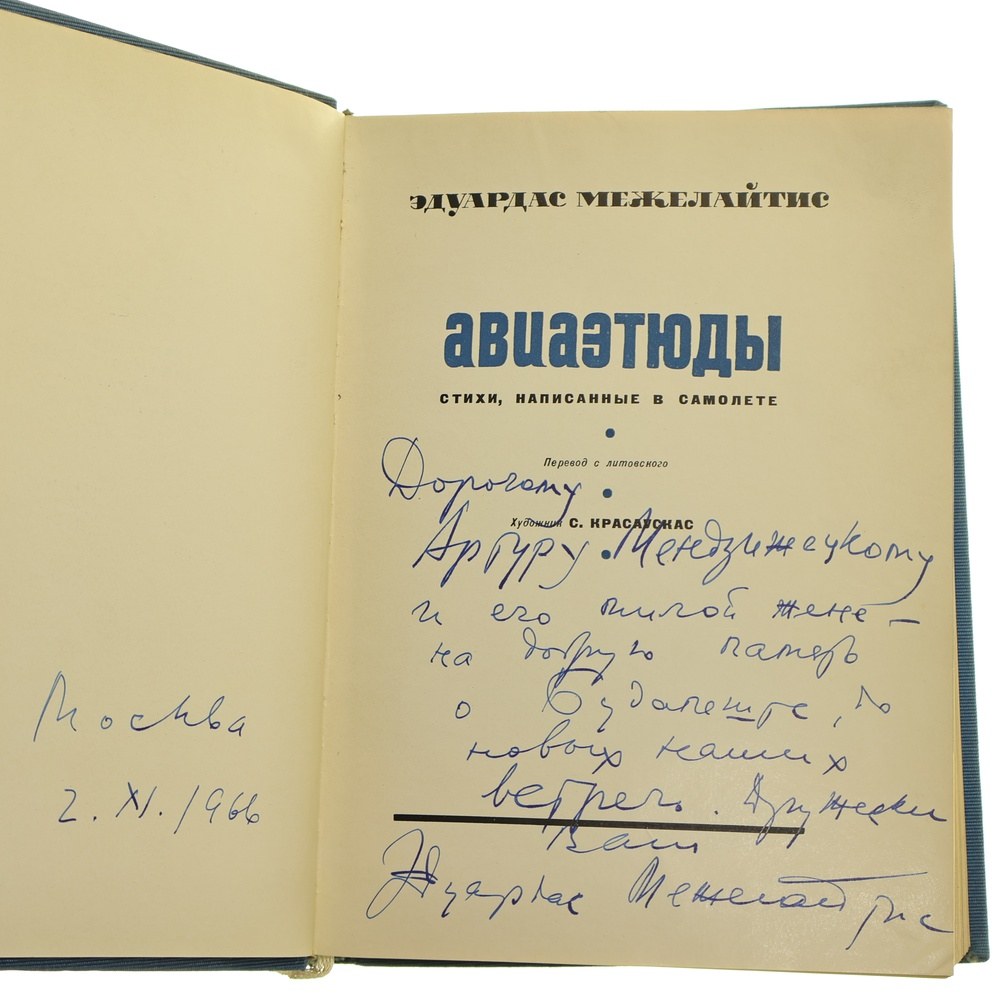 Москва
2. XI. 1966
ЭДУАРДАС МЕЖЕЛАЙТИС
АВИАЭТЮДЫ
СТИХИ, НАПИСАННЫЕ В САМОЛЕТЕ
Перевод с литовского
Дорогому
Художник С. КРАСАУСКАС
Артуру Мендзижецкому
и его милой жене –
на добрую память
о Будапеште, до
новых наших
встреч. Дружески
Ваш
Эдуардас Межелайтис